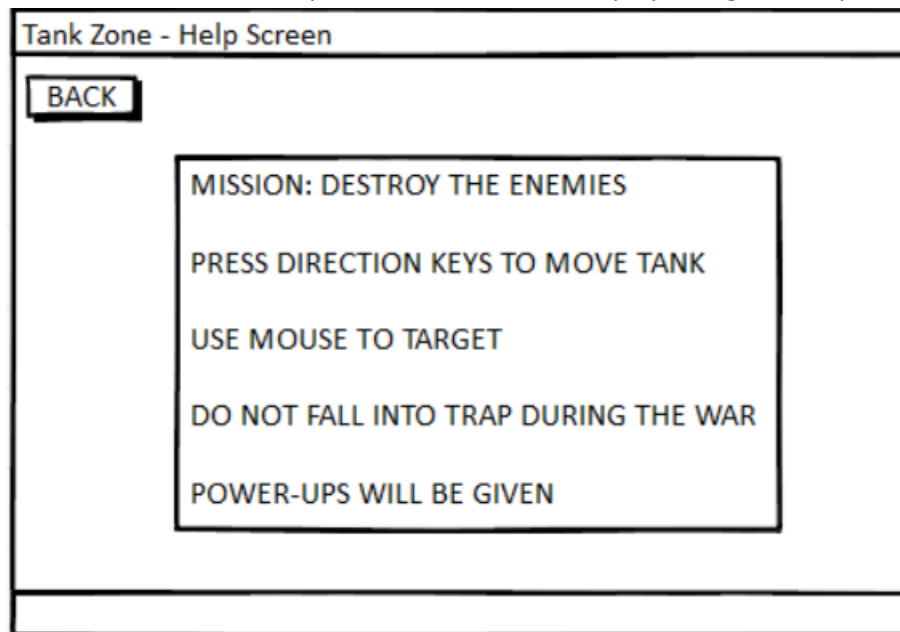 Tank Zone - Help Screen
BACK
MISSION: DESTROY THE ENEMIES
PRESS DIRECTION KEYS TO MOVE TANK
USE MOUSE TO TARGET
DO NOT FALL INTO TRAP DURING THE WAR
POWER-UPS WILL BE GIVEN